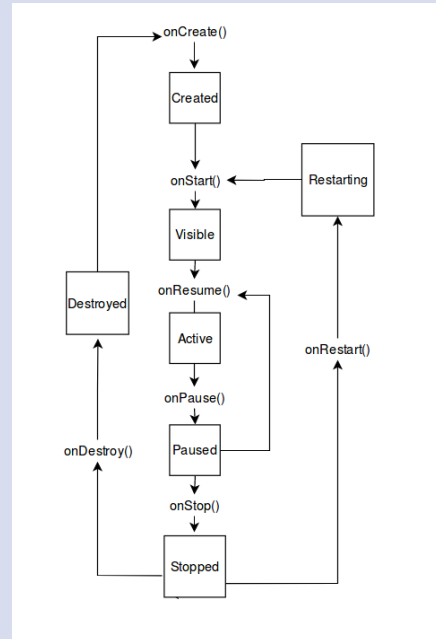 onCreate()
Created
onStart()
Restarting
Visible
onResume()
Destroyed
Active
onRestart()
onPause()
Paused
onDestroy()
onStop()
Stopped